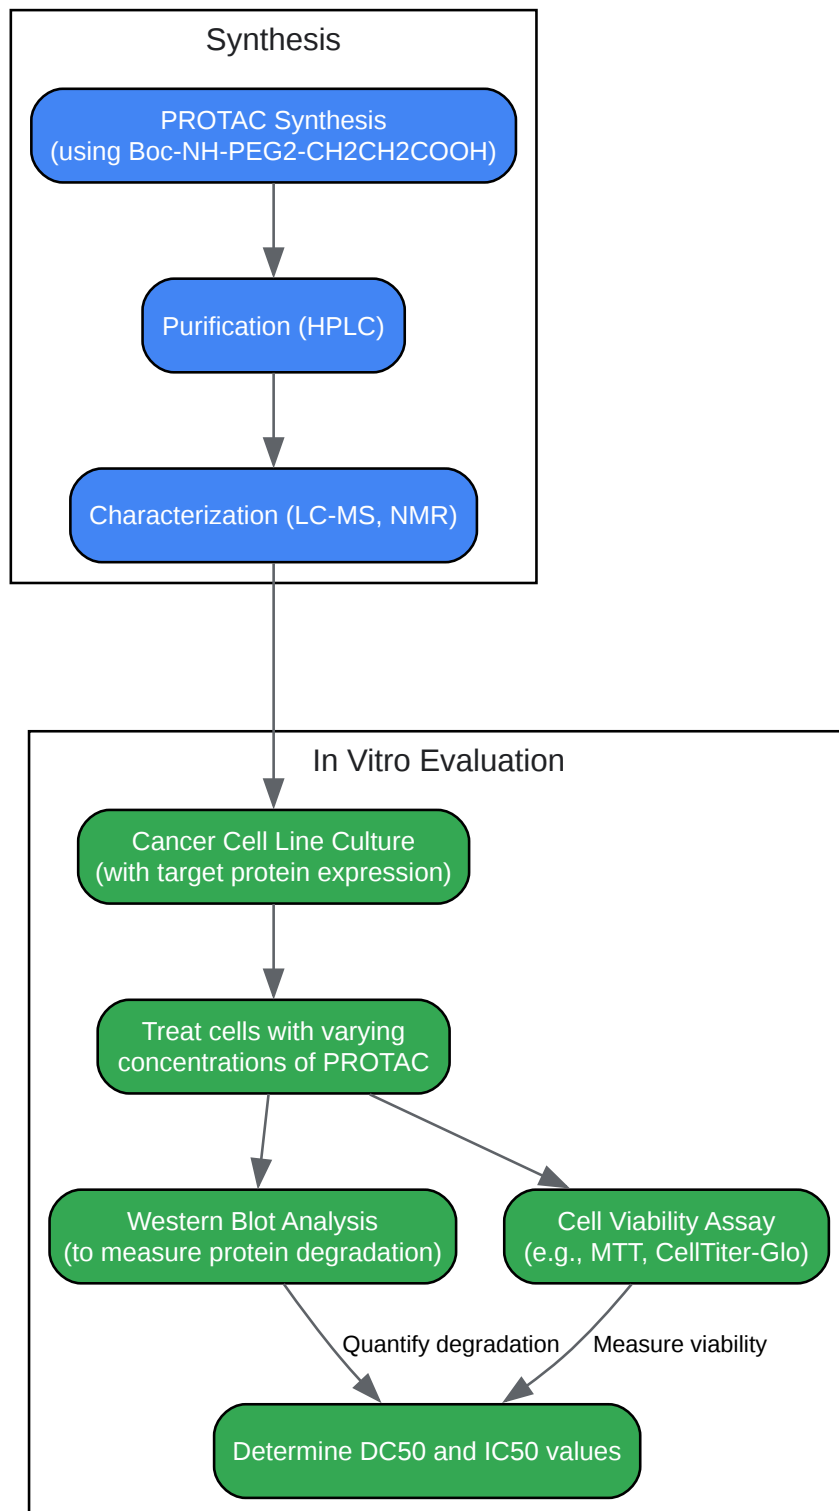 Synthesis
PROTAC Synthesis
(using Boc-NH-PEG2-CH2CH2COOH)
Purification (HPLC)
Characterization (LC-MS, NMR)
In Vitro Evaluation
Cancer Cell Line Culture
(with target protein expression)
Treat cells with varying
concentrations of PROTAC
Western Blot Analysis
(to measure protein degradation)
Cell Viability Assay
(e.g., MTT, CellTiter-Glo)
Quantify degradation
Measure viability
Determine DC50 and IC50 values